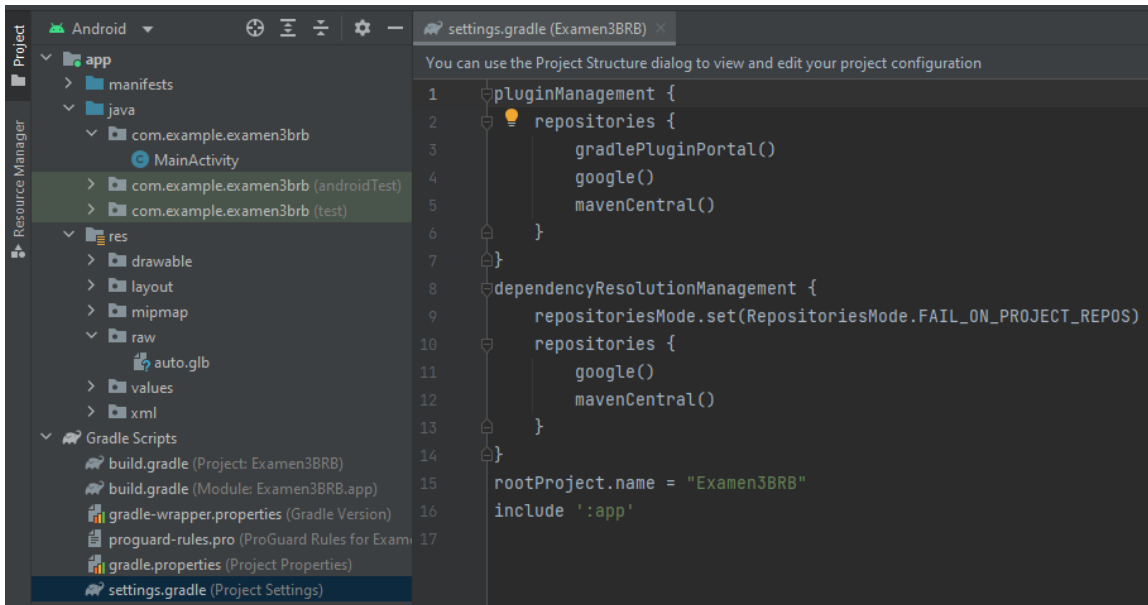 Project
Resource Manager
Android
app
manifests
java
com.example.examen3brb
MainActivity
com.example.examen3brb (androidTest)
com.example.examen3brb (test)
res
drawable
layout
mipmap
raw
auto.glb
values
xml
Gradle Scripts
build.gradle (Project: Examen3BRB)
build.gradle (Module: Examen3BRB.app)
gradle-wrapper.properties (Gradle Version)
proguard-rules.pro (ProGuard Rules for Exam
gradle.properties (Project Properties)
settings.gradle (Project Settings)
settings.gradle (Examen3BRB)
You can use the Project Structure dialog to view and edit your project configuration
1 pluginManagement {
2 repositories {
3 gradlePluginPortal()
4 google()
5 mavenCentral()
6 }
7 }
8 dependencyResolutionManagement {
9 repositoriesMode.set(RepositoriesMode.FAIL_ON_PROJECT_REPOS)
10 repositories {
11 google()
12 mavenCentral()
13 }
14 }
15 rootProject.name = "Examen3BRB"
16 include ':app'
17